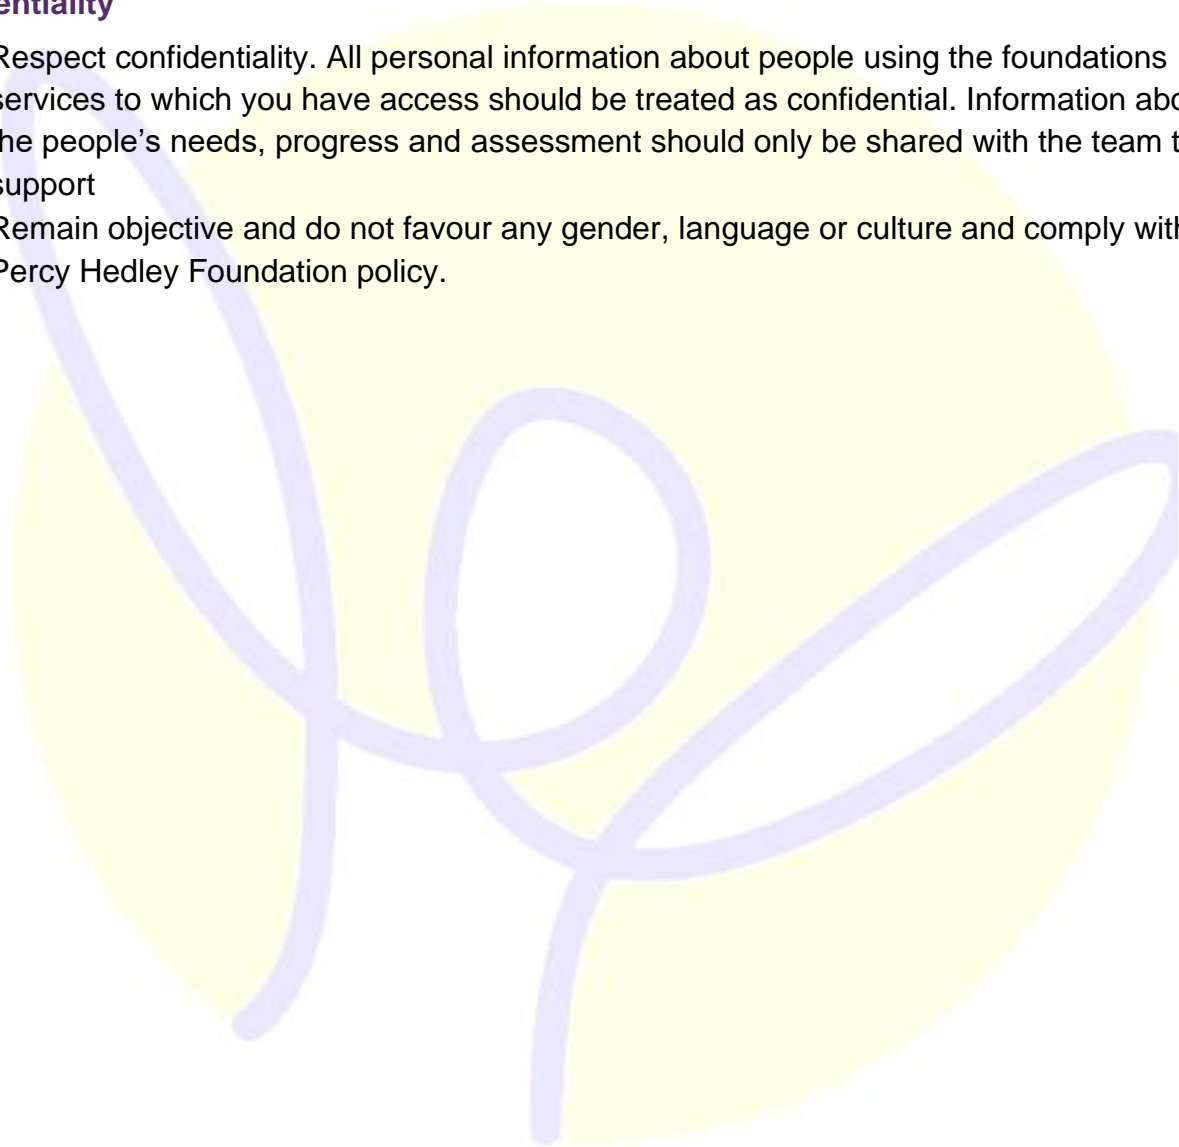 entiality
Respect confidentiality. All personal information about people using the foundations
services to which you have access should be treated as confidential. Information abo
the people's needs, progress and assessment should only be shared with the team t
support
Remain objective and do not favour any gender, language or culture and comply with
Percy Hedley Foundation policy.